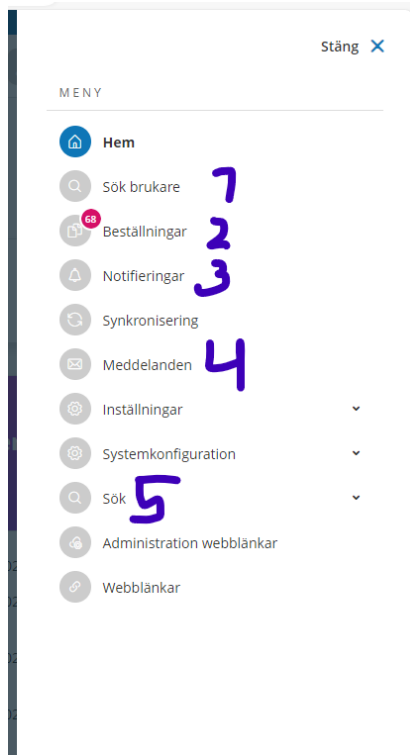 Stäng
MENY
Hem
Sök brukare 1
68
Beställningar 2
Notifieringar 3
Synkronisering
Meddelanden 4
Inställningar
Systemkonfiguration
Sök 5
Administration webblänkar
Webblänkar